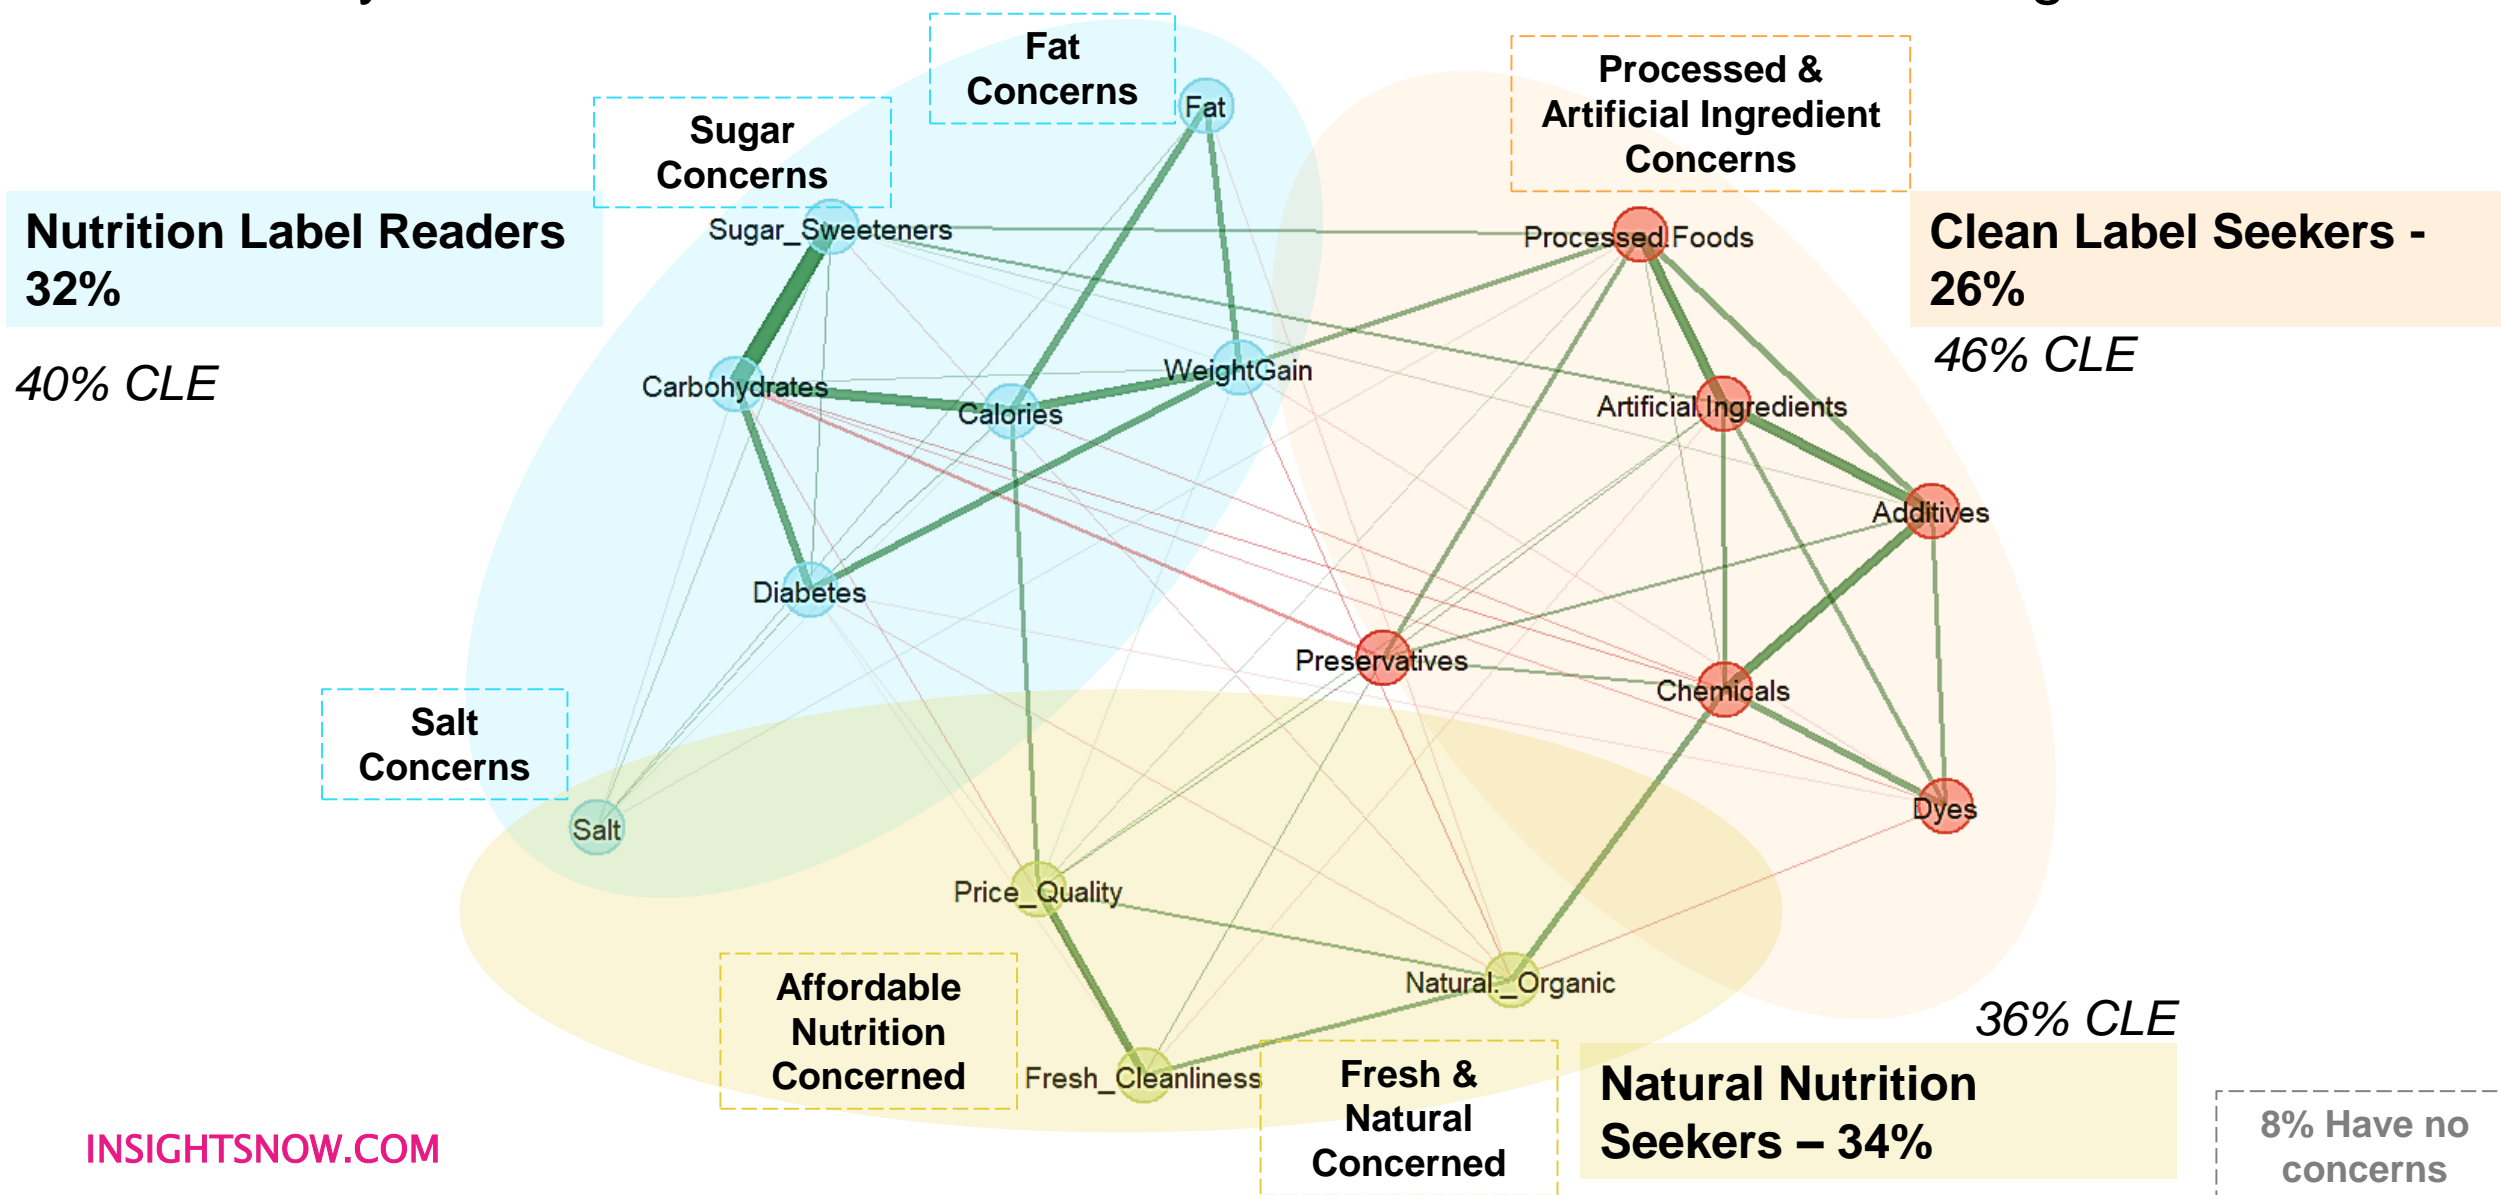 Fat
Concerns
Processed &
Artificial Ingredient
Concerns
Sugar
Concerns
Fat
Nutrition Label Readers
32%
40% CLE
Sugar_Sweeteners
Processed.Foods
Clean Label Seekers -
26%
46% CLE
Carbohydrates
Calories
WeightGain
Artificial.Ingredients
Additives
Diabetes
Preservatives
Chemicals
Salt
Concerns
Salt
Dyes
Price_Quality
Natural._Organic
Affordable
Nutrition
Concerned
Fresh_Cleanliness
Fresh &
Natural
Concerned
36% CLE
Natural Nutrition
Seekers – 34%
8% Have no
concerns
INSIGHTSNOW.COM